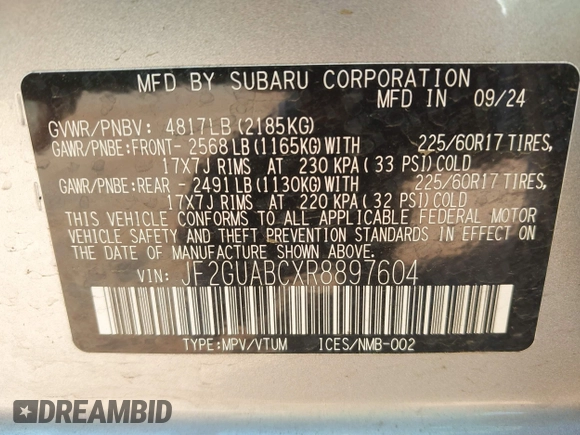 MFD BY SUBARU CORPORATION
MFD IN 09/24
GVWR/PNBV: 4817LB (2185KG)
GAWR/PNBE:FRONT- 2568 LB (1165KG)WITH 225/60R17 TIRES,
17X7J RIMS AT 230 KPA ( 33 PSI) COLD
GAWR/PNBE:REAR - 2491 LB (1130KG)WITH 225/60R17 TIRES,
17X7J RIMS AT 220 KPA ( 32 PSI) COLD
THIS VEHICLE CONFORMS TO ALL APPLICABLE FEDERAL MOTOR
VEHICLE SAFETY AND THEFT PREVENTION STANDARDS IN EFFECT ON THE
DATE OF MANUFACTURE SHOWN ABOVE.
VIN: JF2GUABCXR8897604
TYPE:MPV/VTUM ICES/NMB-002
DREAMBID